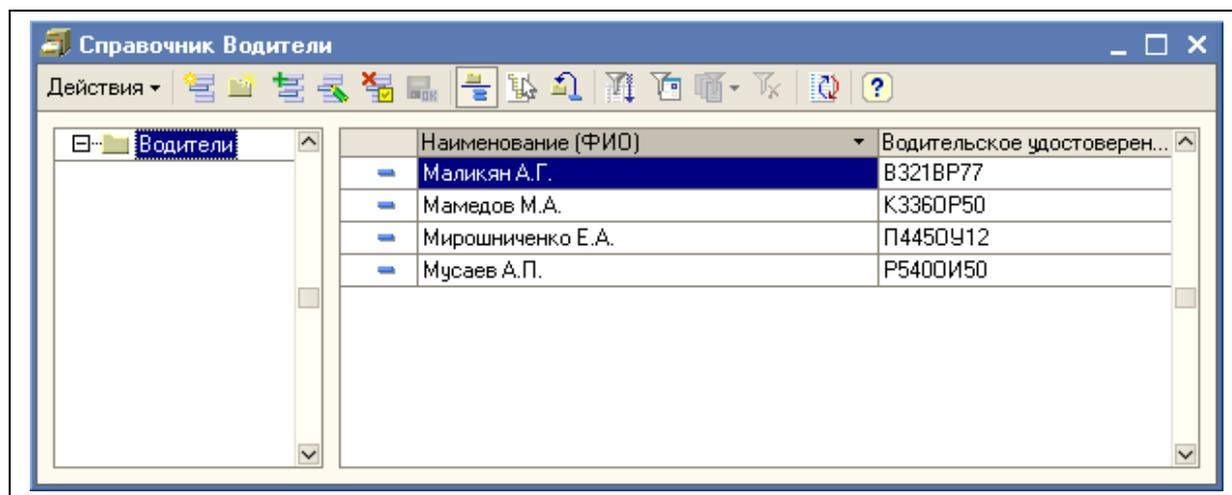 Справочник Водители
Действия
Водители
Наименование (ФИО) Водительское удостоверен...
Маликян А.Г. В321ВР77
Мамедов М.А. К336ОР50
Мирошниченко Е.А. П445ОУ12
Мусаев А.П. Р540ОИ50